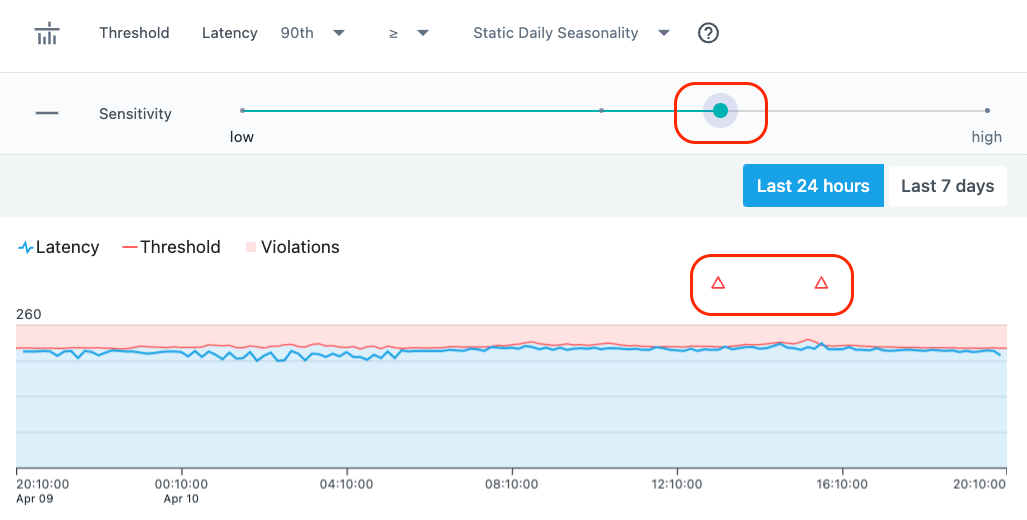 Threshold Latency 90th ≥ Static Daily Seasonality ?
Sensitivity
low high
Last 24 hours Last 7 days
Latency Threshold Violations
260
20:10:00 00:10:00 04:10:00 08:10:00 12:10:00 16:10:00 20:10:00
Apr 09 Apr 10